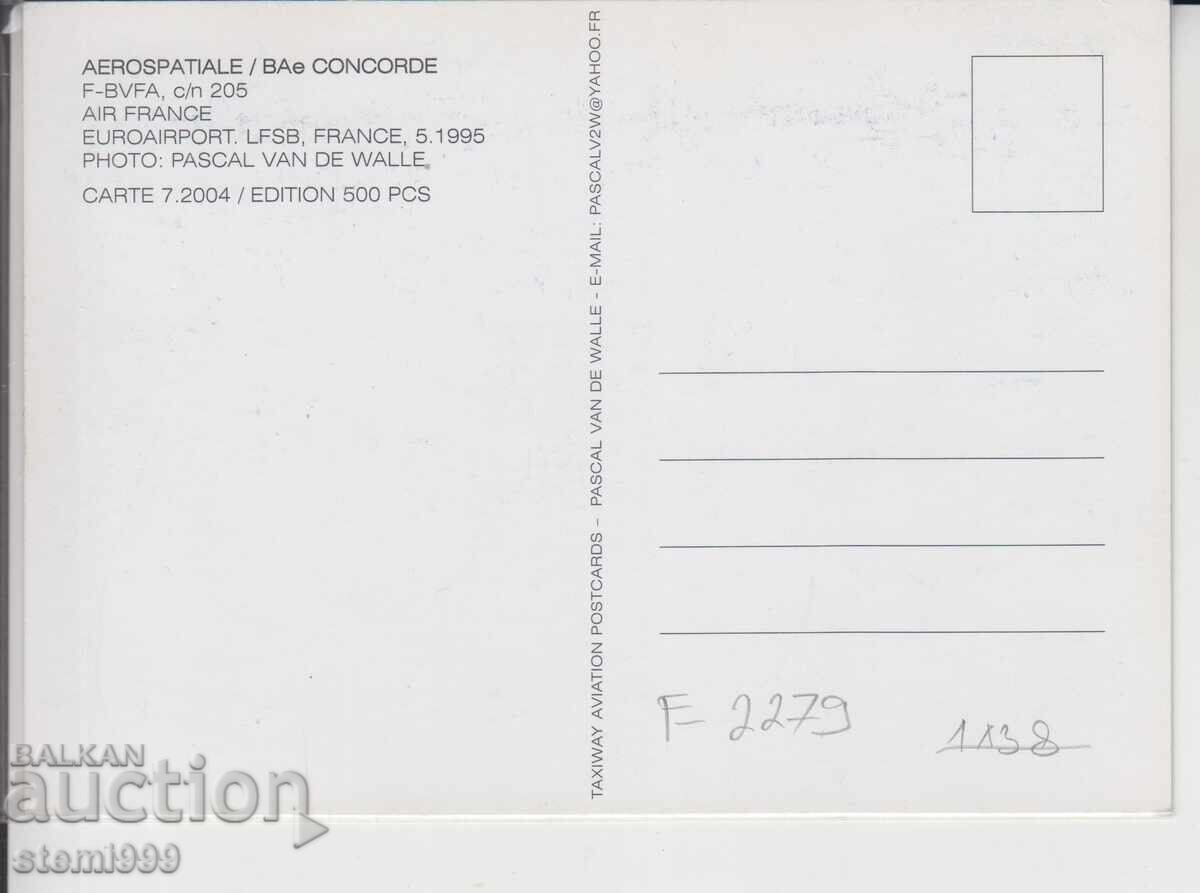 AEROSPATIALE / BAe CONCORDE
F-BVFA, c/n 205
AIR FRANCE
EUROAIRPORT. LFSB, FRANCE, 5.1995
PHOTO: PASCAL VAN DE WALLE
CARTE 7.2004 / EDITION 500 PCS
TAXIWAY AVIATION POSTCARDS - PASCAL VAN DE WALLE - E-MAIL: PASCALV2W@YAHOO.FR
F-2279
1138
BALKAN
auction
stemi999